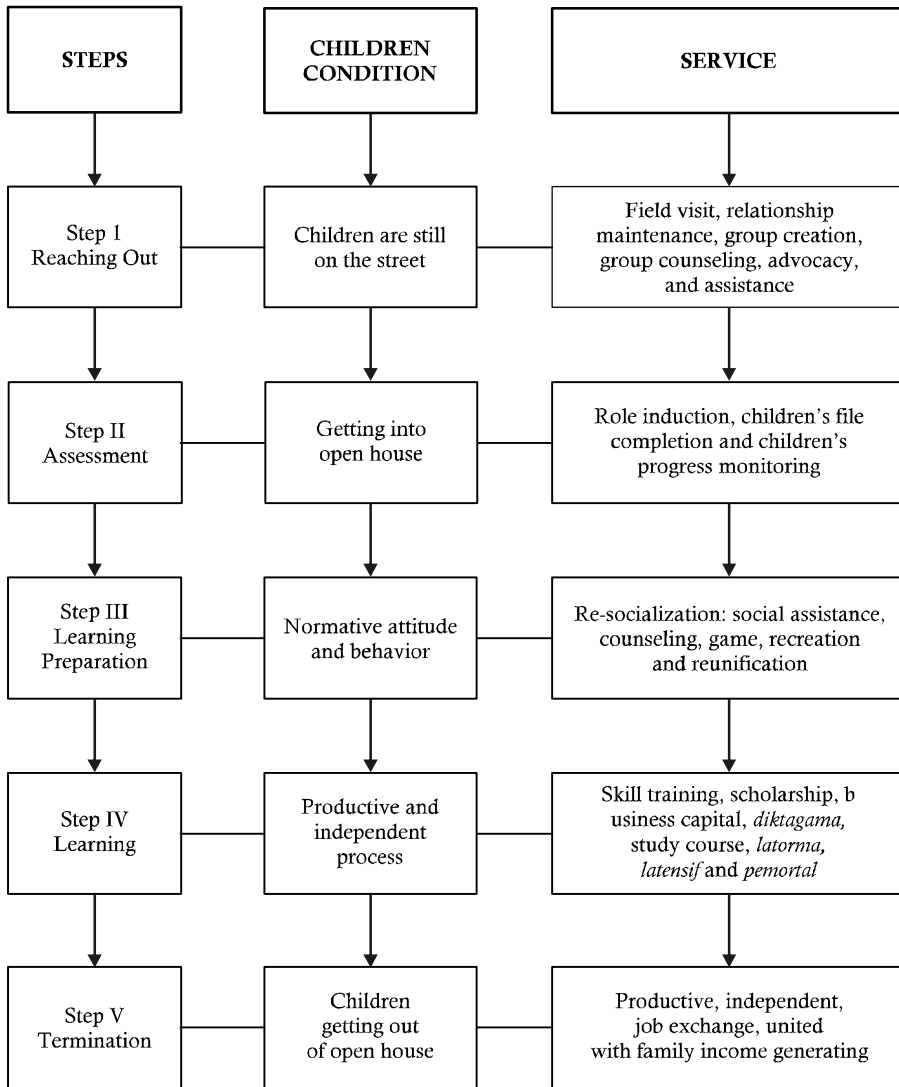 STEPS
CHILDREN
CONDITION
SERVICE
Step 1
Reaching Out
Children are still
on the street
Field visit, relationship
maintenance, group creation,
group counseling, advocacy,
and assistance
Step II
Assessment
Getting into
open house
Role induction, children’s file
completion and children’s
progress monitoring
Step III
Learning
Preparation
Normative attitude
and behavior
Re-socialization: social assistance,
counseling, game, recreation
and reunification
Step IV
Learning
Productive and
independent
process
Skill training, scholarship, b
usiness capital, diktagama,
study course, latorma,
latensif and pemortal
Step V
Termination
Children
getting out
of open house
Productive, independent,
job exchange, united
with family income generating